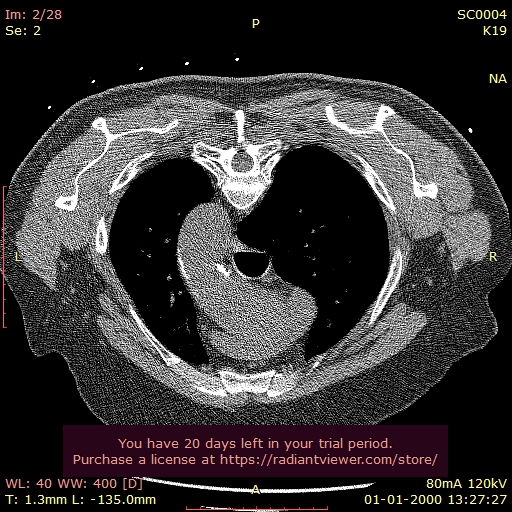 Im: 2/28
Se: 2
P
SC0004
K19
NA
L
R
You have 20 days left in your trial period.
Purchase a license at https://radiantviewer.com/store/
WL: 40 WW: 400 [D]
T: 1.3mm L: -135.0mm
A
80mA 120kV
01-01-2000 13:27:27